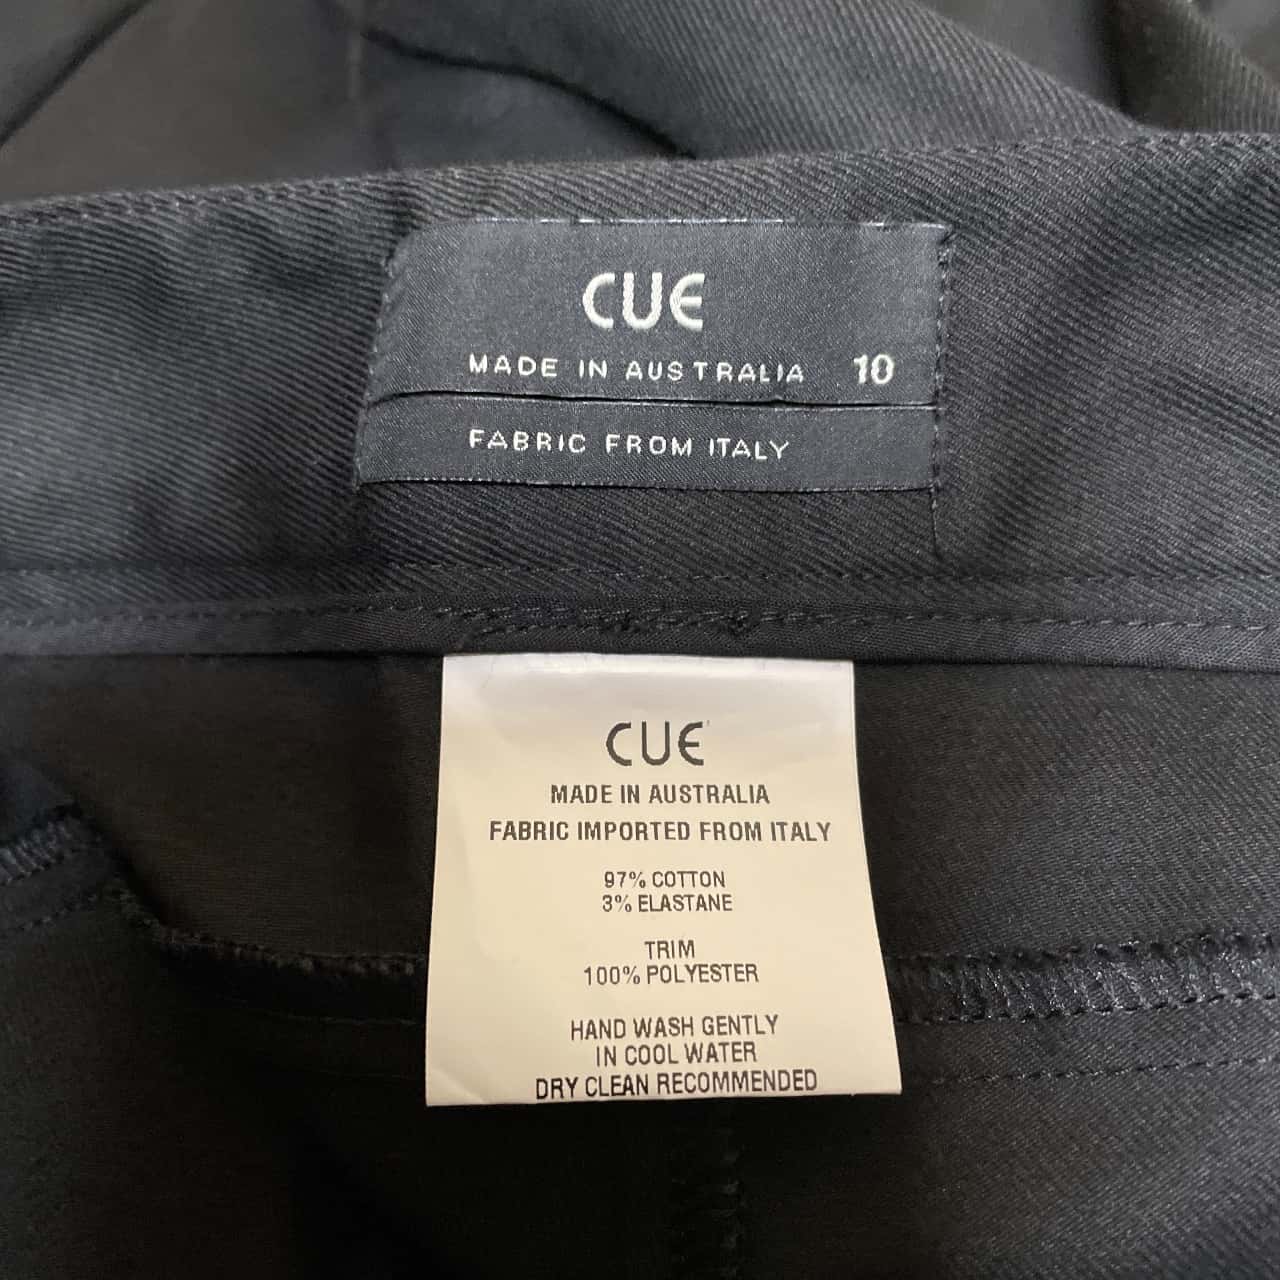 CUE
MADE IN AUSTRALIA 10
FABRIC FROM ITALY
CUE
MADE IN AUSTRALIA
FABRIC IMPORTED FROM ITALY
97% COTTON
3% ELASTANE
TRIM
100% POLYESTER
HAND WASH GENTLY
IN COOL WATER
DRY CLEAN RECOMMENDED